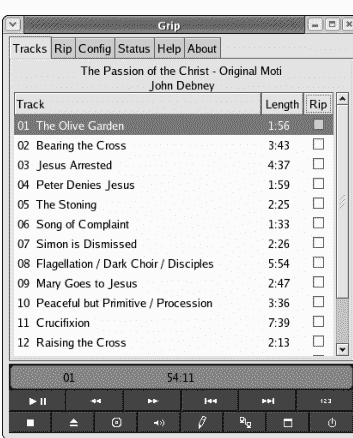 Grip
Tracks Rip Config Status Help About
The Passion of the Christ - Original Moti
John Debney
Track Length Rip
01 The Olive Garden 1:56
02 Bearing the Cross 3:43
03 Jesus Arrested 4:37
04 Peter Denies Jesus 1:59
05 The Stoning 2:25
06 Song of Complaint 1:33
07 Simon is Dismissed 2:26
08 Flagellation / Dark Choir / Disciples 5:54
09 Mary Goes to Jesus 2:47
10 Peaceful but Primitive / Procession 3:36
11 Crucifixion 7:39
12 Raising the Cross 2:13
01 54:11
123